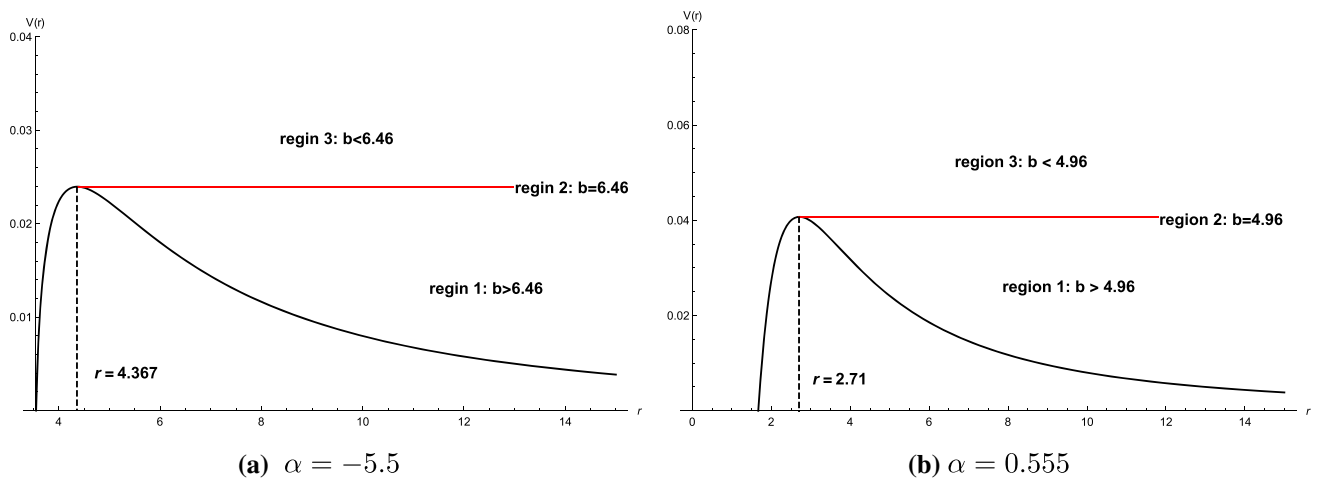 V(r)
0.04
0.03
0.02
0.01
regin 3: b<6.46
regin 2: b=6.46
regin 1: b>6.46
r = 4.367
4 6 8 10 12 14 r
(a) α = −5.5
V(r)
0.08
0.06
0.04
0.02
region 3: b < 4.96
region 2: b=4.96
region 1: b > 4.96
r = 2.71
0 2 4 6 8 10 12 14 r
(b) α = 0.555